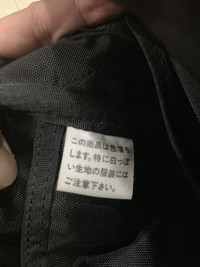 この商品は色落ち
します。特に白っぽ
い生地の服装には
ご注意下さい。